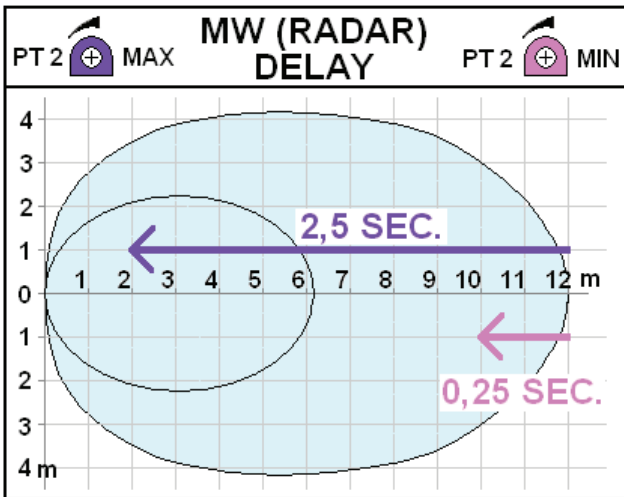 MW (RADAR)
DELAY
PT 2 MAX
PT 2 MIN
4
3
2
2,5 SEC.
1
1 2 3 4 5 6 7 8 9 10 11 12 m
0
1
0,25 SEC.
2
3
4 m